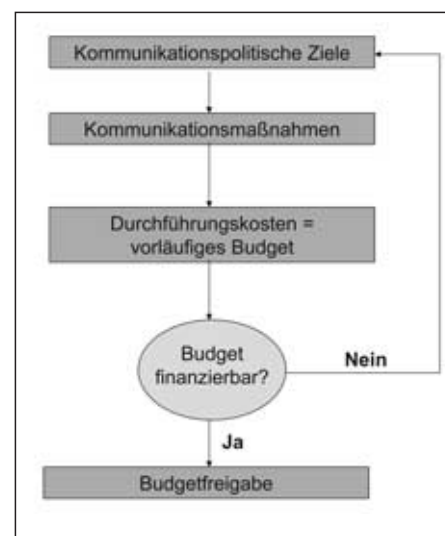 Kommunikationspolitische Ziele
Kommunikationsmaßnahmen
Durchführungskosten =
vorläufiges Budget
Budget
finanzierbar?
Nein
Ja
Budgetfreigabe